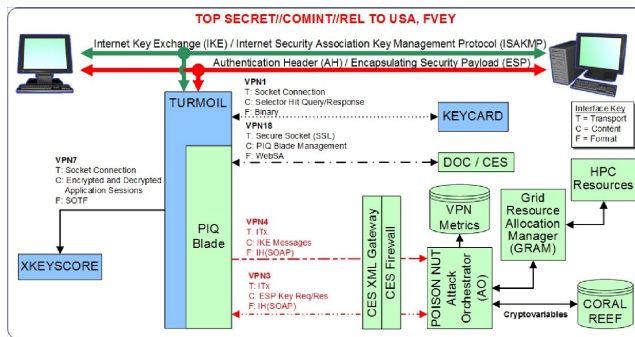 TOP SECRET//COMINT//REL TO USA, FVEY
Internet Key Exchange (IKE) / Internet Security Association Key Management Protocol (ISAKMP)
Authentication Header (AH) / Encapsulating Security Payload (ESP)
TURMOIL
VPN1
T: Socket Connection
C: Selector Hit Query/Response
F: Binary
KEYCARD
Interface Key
T = Transport
C = Content
F = Format
VPN18
T: Secure Socket (SSL)
C: PIQ Blade Management
F: WebSA
DOC / CES
VPN7
T: Socket Connection
C: Encrypted and Decrypted
Application Sessions
F: SOTF
XKEYSCORE
PIQ
Blade
VPN4
T: ITx
C: IKE Messages
F: IH(SOAP)
VPN3
T: ITx
C: ESP Key Req/Res
F: IH(SOAP)
CES XML Gateway
CES Firewall
VPN
Metrics
POISON NUT
Attack
Orchestrator
(AO)
Grid
Resource
Allocation
Manager
(GRAM)
HPC
Resources
Cryptovariables
CORAL
REEF